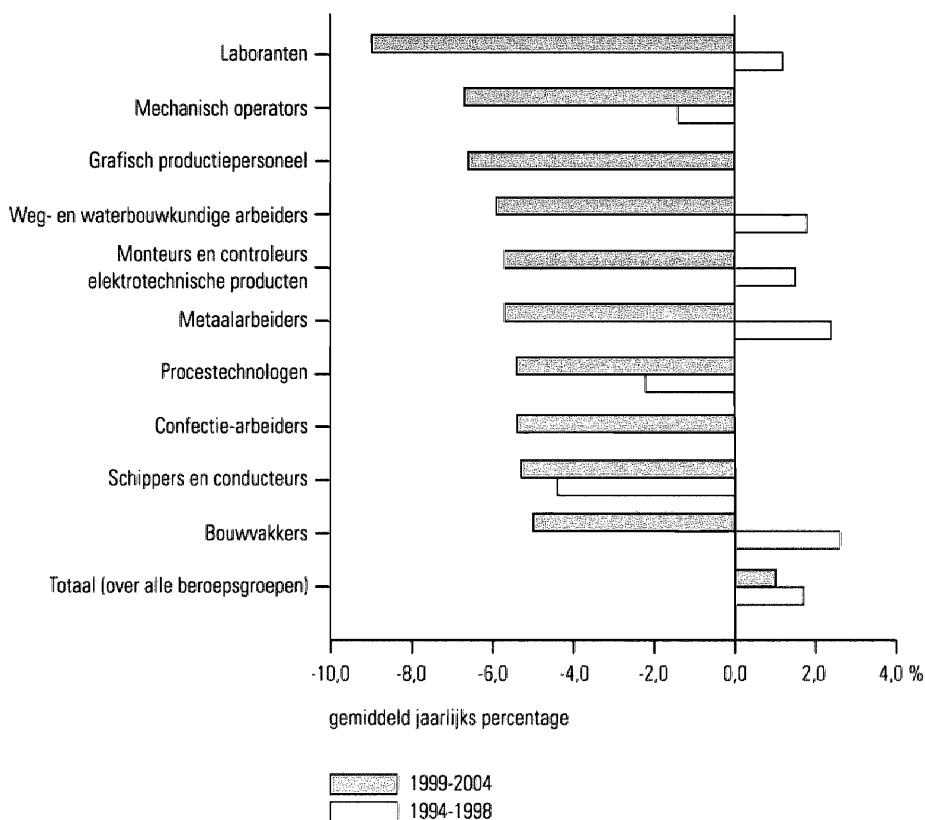 Laboranten
Mechanisch operators
Grafisch productiepersoneel
Weg- en waterbouwkundige arbeiders
Monteurs en controleurs
elektrotechnische producten
Metaalarbeiders
Procestechnologen
Confectie-arbeiders
Schippers en conducteurs
Bouwvakkers
Totaal (over alle beroepsgroepen)
-10,0 -8,0 -6,0 -4,0 -2,0 0,0 2,0 4,0 %
gemiddeld jaarlijks percentage
1999-2004
1994-1998